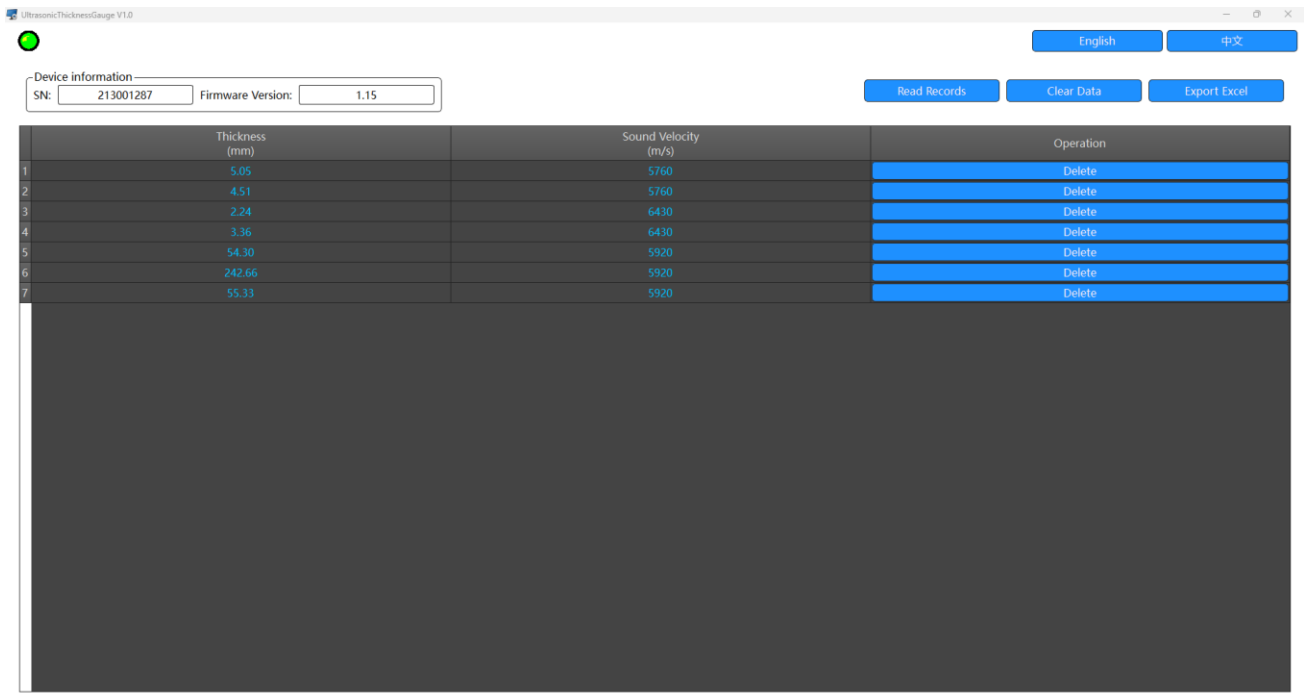 UltrasonicThicknessGauge V1.0
English 中文
Device information
SN: 213001287 Firmware Version: 1.15
Read Records Clear Data Export Excel
Thickness Sound Velocity
(mm) (m/s) Operation
1 5.05 5760 Delete
2 4.51 5760 Delete
3 2.24 6430 Delete
4 3.36 6430 Delete
5 54.30 5920 Delete
6 242.66 5920 Delete
7 55.33 5920 Delete